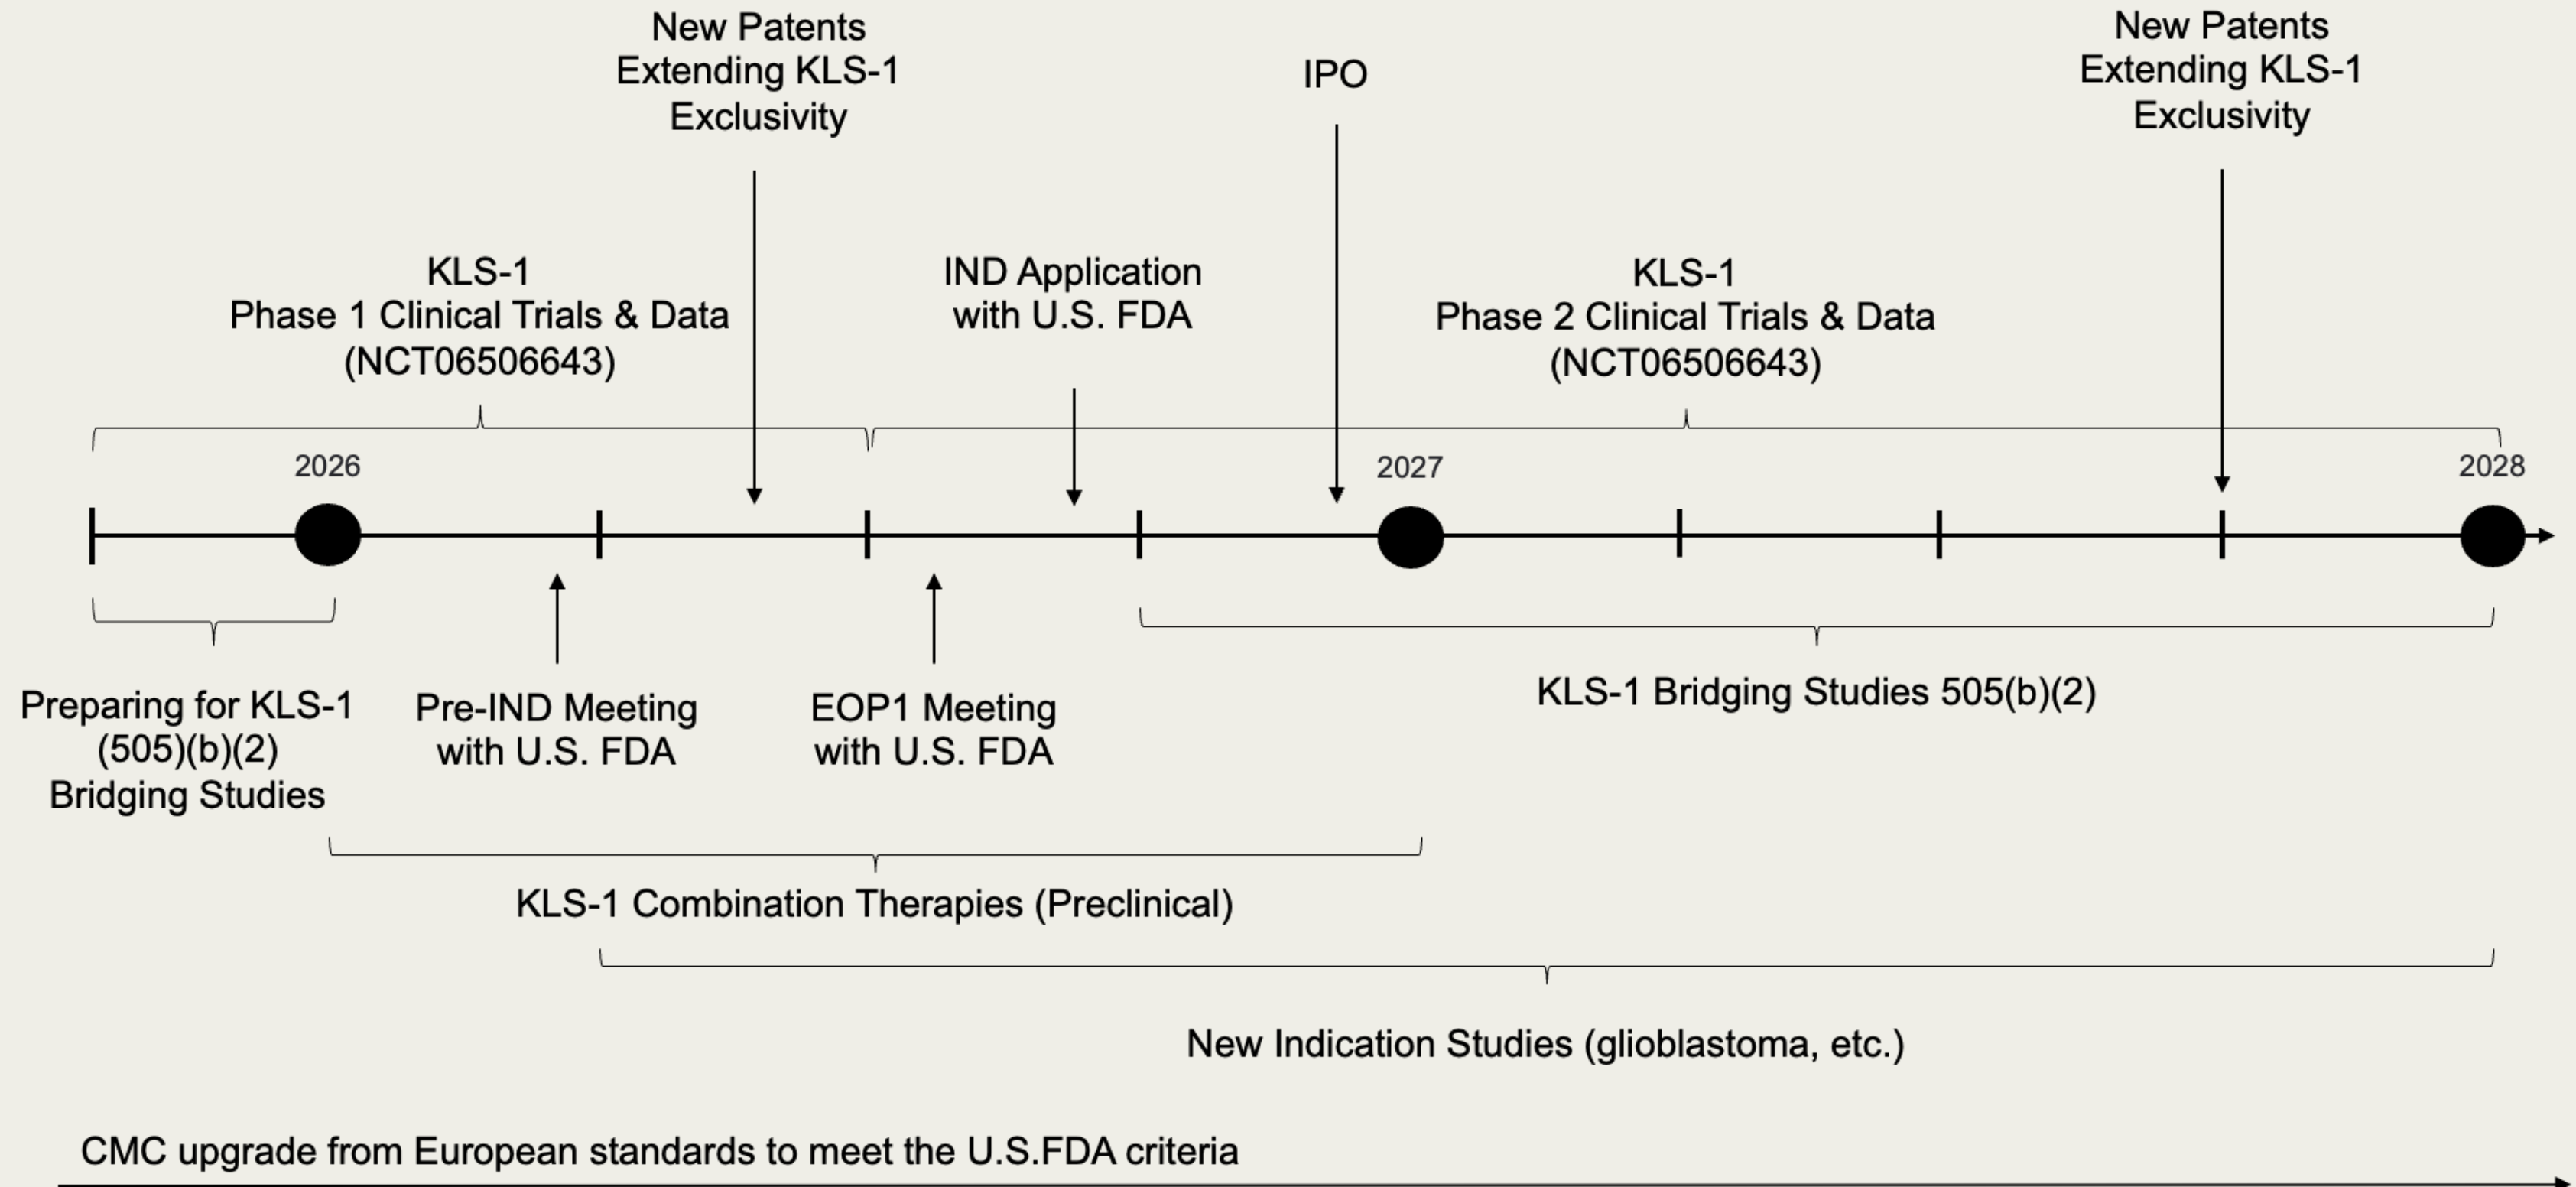 New Patents
Extending KLS-1
Exclusivity
IPO
New Patents
Extending KLS-1
Exclusivity
KLS-1
Phase 1 Clinical Trials & Data
(NCT06506643)
IND Application
with U.S. FDA
KLS-1
Phase 2 Clinical Trials & Data
(NCT06506643)
2026
2027
2028
Preparing for KLS-1
(505)(b)(2)
Bridging Studies
Pre-IND Meeting
with U.S. FDA
EOP1 Meeting
with U.S. FDA
KLS-1 Bridging Studies 505(b)(2)
KLS-1 Combination Therapies (Preclinical)
New Indication Studies (glioblastoma, etc.)
CMC upgrade from European standards to meet the U.S.FDA criteria